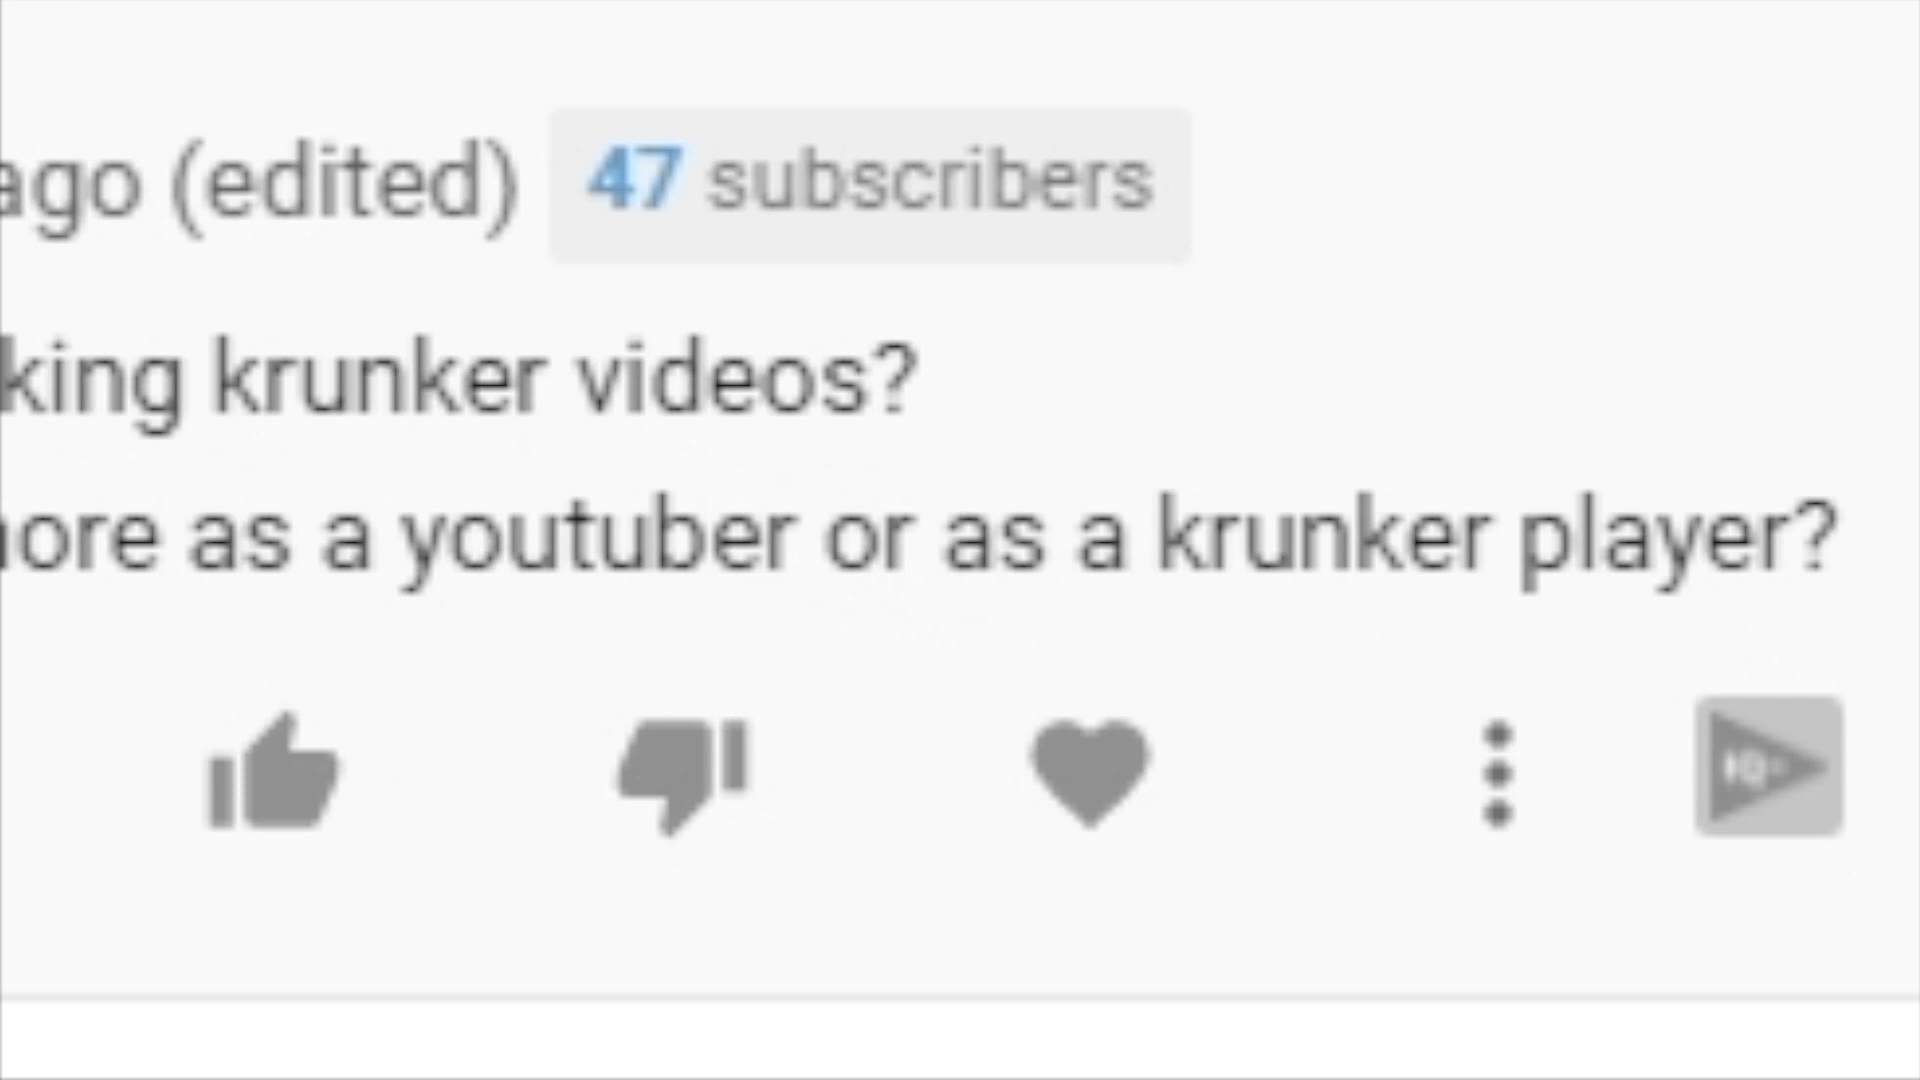 ago (edited) 47 subscribers
king krunker videos?
ore as a youtuber or as a krunker player?